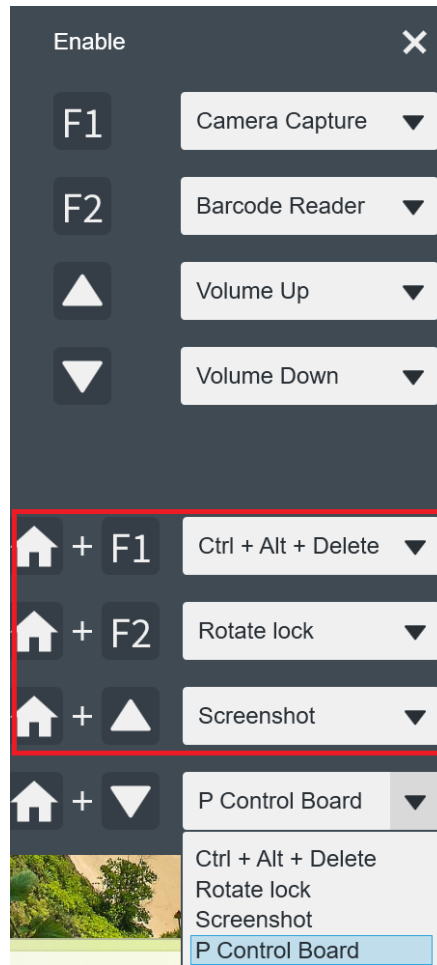 Enable
F1 Camera Capture
F2 Barcode Reader
Volume Up
Volume Down
+ F1 Ctrl + Alt + Delete
+ F2 Rotate lock
+ Screenshot
+ P Control Board
Ctrl + Alt + Delete
Rotate lock
Screenshot
P Control Board